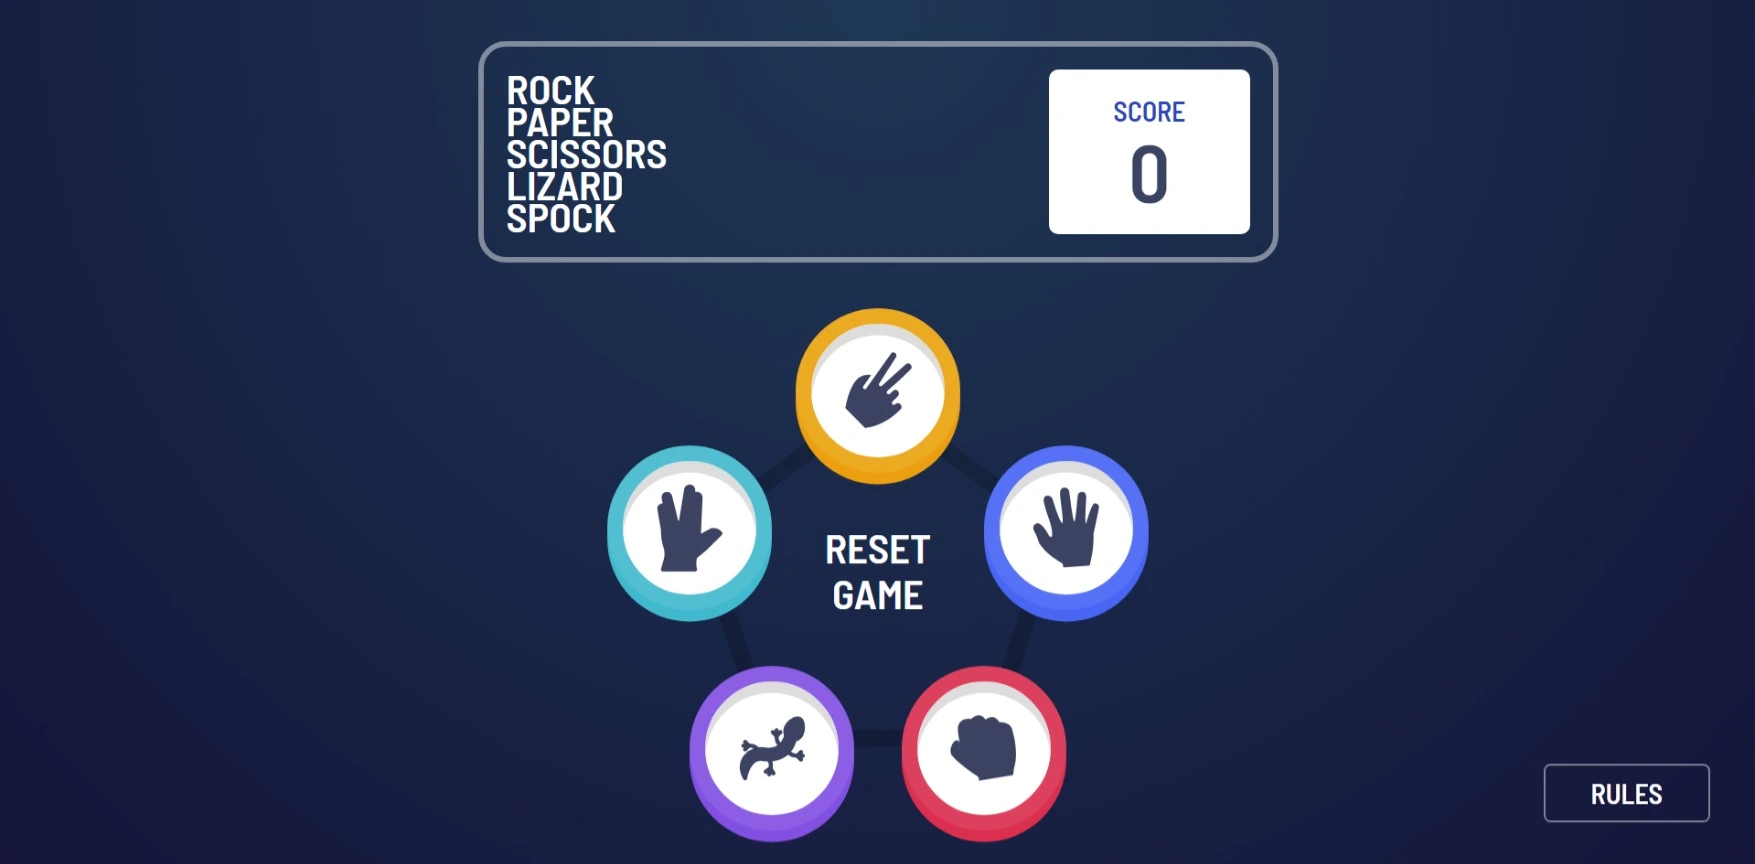 ROCK
PAPER
SCISSORS
LIZARD
SPOCK
SCORE
0
RESET
GAME
RULES